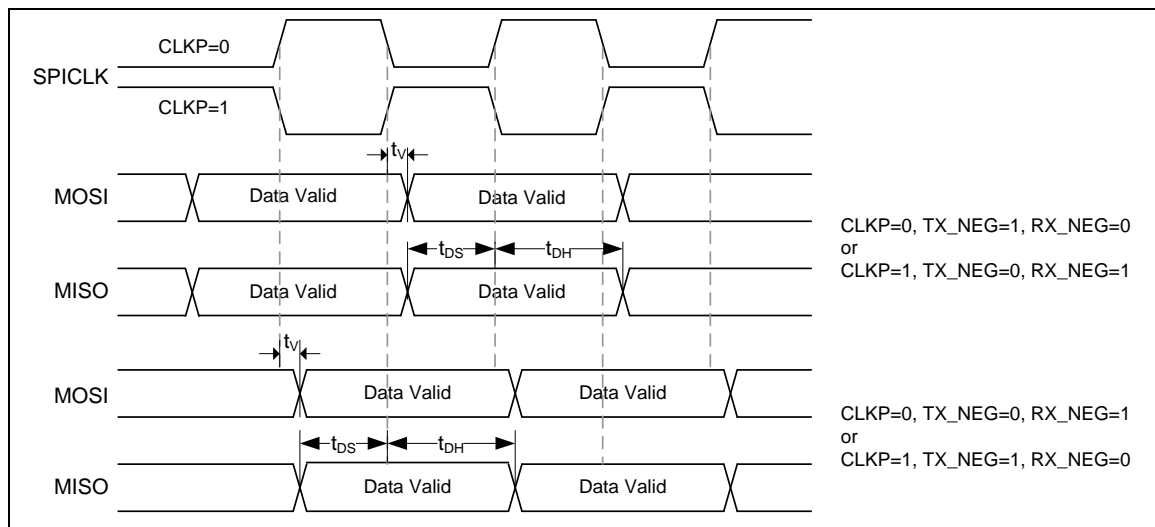 CLKP=0
SPICLK
CLKP=1
tV
MOSI
Data Valid
Data Valid
CLKP=0, TX_NEG=1, RX_NEG=0
or
CLKP=1, TX_NEG=0, RX_NEG=1
tDS
tDH
MISO
Data Valid
Data Valid
tV
MOSI
Data Valid
Data Valid
CLKP=0, TX_NEG=0, RX_NEG=1
or
CLKP=1, TX_NEG=1, RX_NEG=0
tDS
tDH
MISO
Data Valid
Data Valid